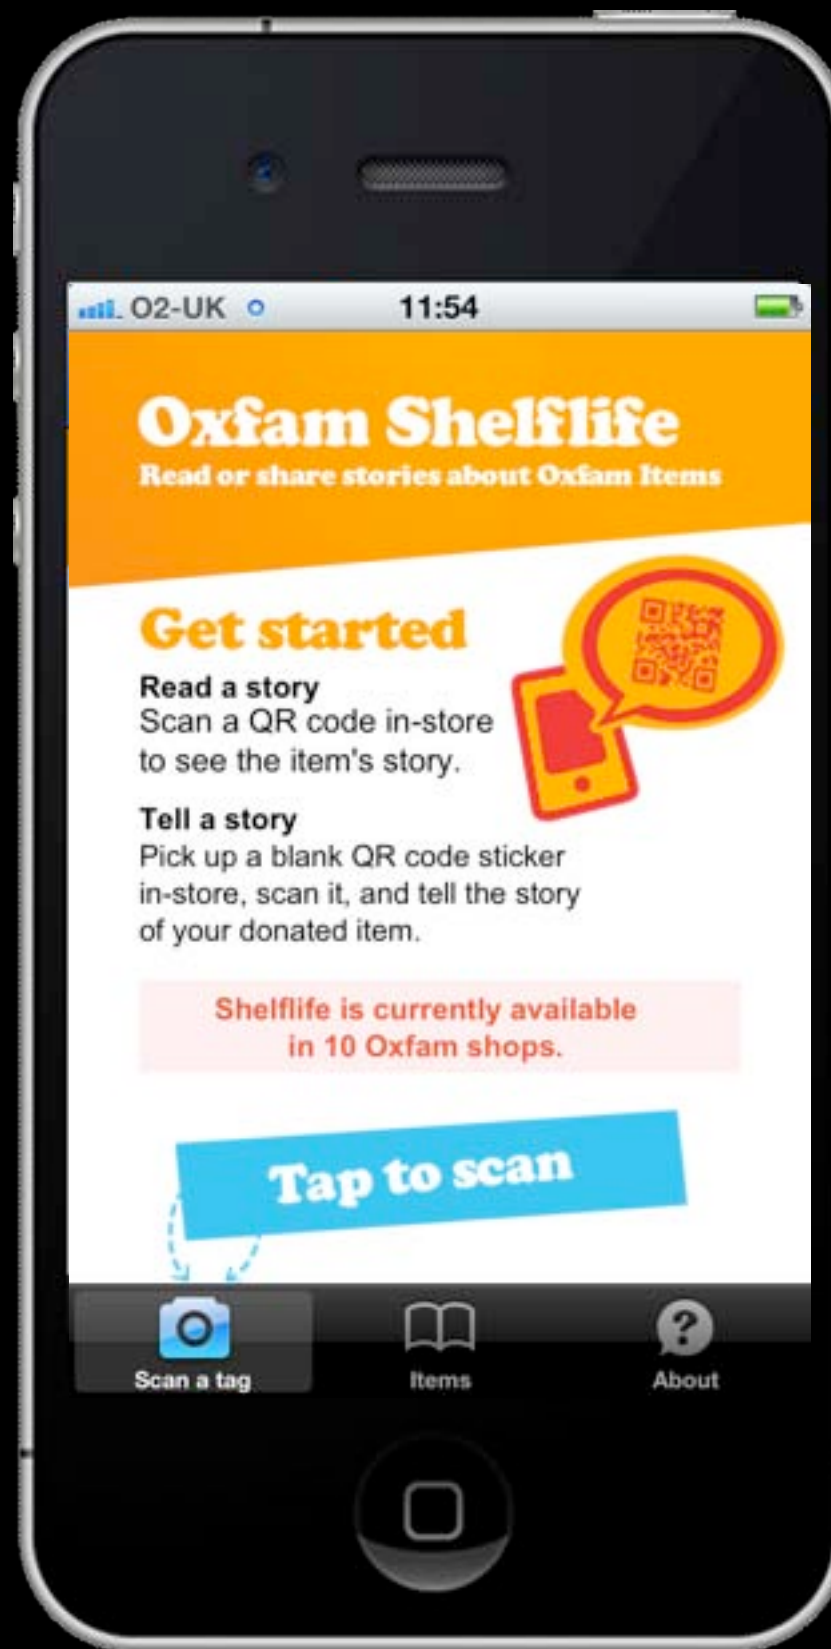 O2-UK 11:54
Oxfam Shelflife
Read or share stories about Oxfam Items
Get started
Read a story
Scan a QR code in-store
to see the item's story.
Tell a story
Pick up a blank QR code sticker
in-store, scan it, and tell the story
of your donated item.
Shelflife is currently available
in 10 Oxfam shops.
Tap to scan
Scan a tag Items About